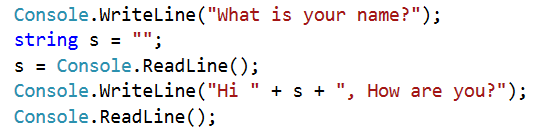 Console.WriteLine("What is your name?");
string s = "";
s = Console.ReadLine();
Console.WriteLine("Hi " + s + ", How are you?");
Console.ReadLine();